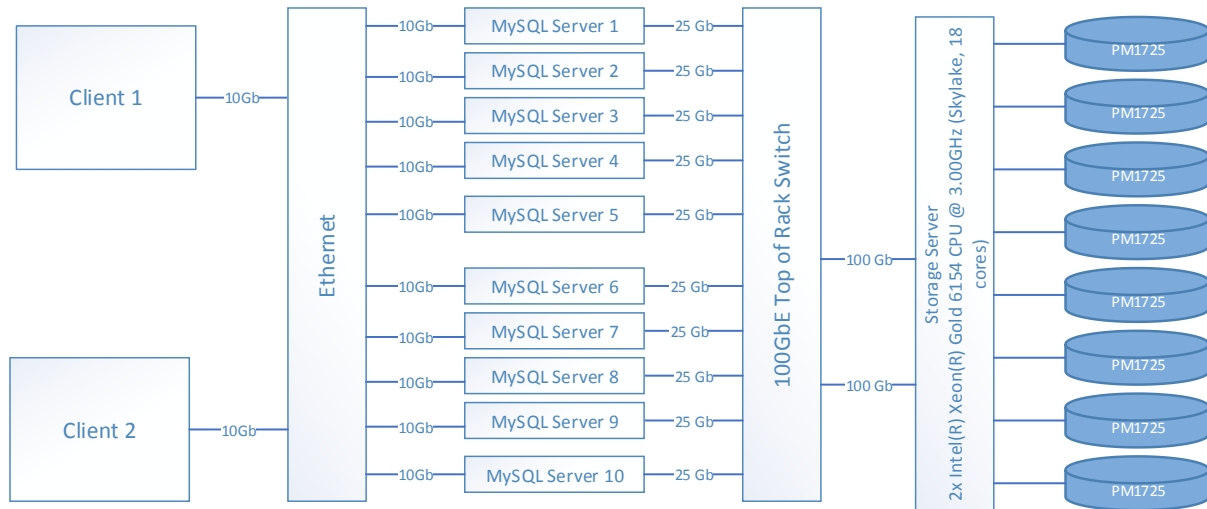 Client 1
10Gb
Client 2
10Gb
Ethernet
10Gb
MySQL Server 1
25 Gb
10Gb
MySQL Server 2
25 Gb
10Gb
MySQL Server 3
25 Gb
10Gb
MySQL Server 4
25 Gb
10Gb
MySQL Server 5
25 Gb
10Gb
MySQL Server 6
25 Gb
10Gb
MySQL Server 7
25 Gb
10Gb
MySQL Server 8
25 Gb
10Gb
MySQL Server 9
25 Gb
10Gb
MySQL Server 10
25 Gb
100GbE Top of Rack Switch
100 Gb
100 Gb
Storage Server
2x Intel(R) Xeon(R) Gold 6154 CPU @ 3.00GHz (Skylake, 18
cores)
PM1725
PM1725
PM1725
PM1725
PM1725
PM1725
PM1725
PM1725